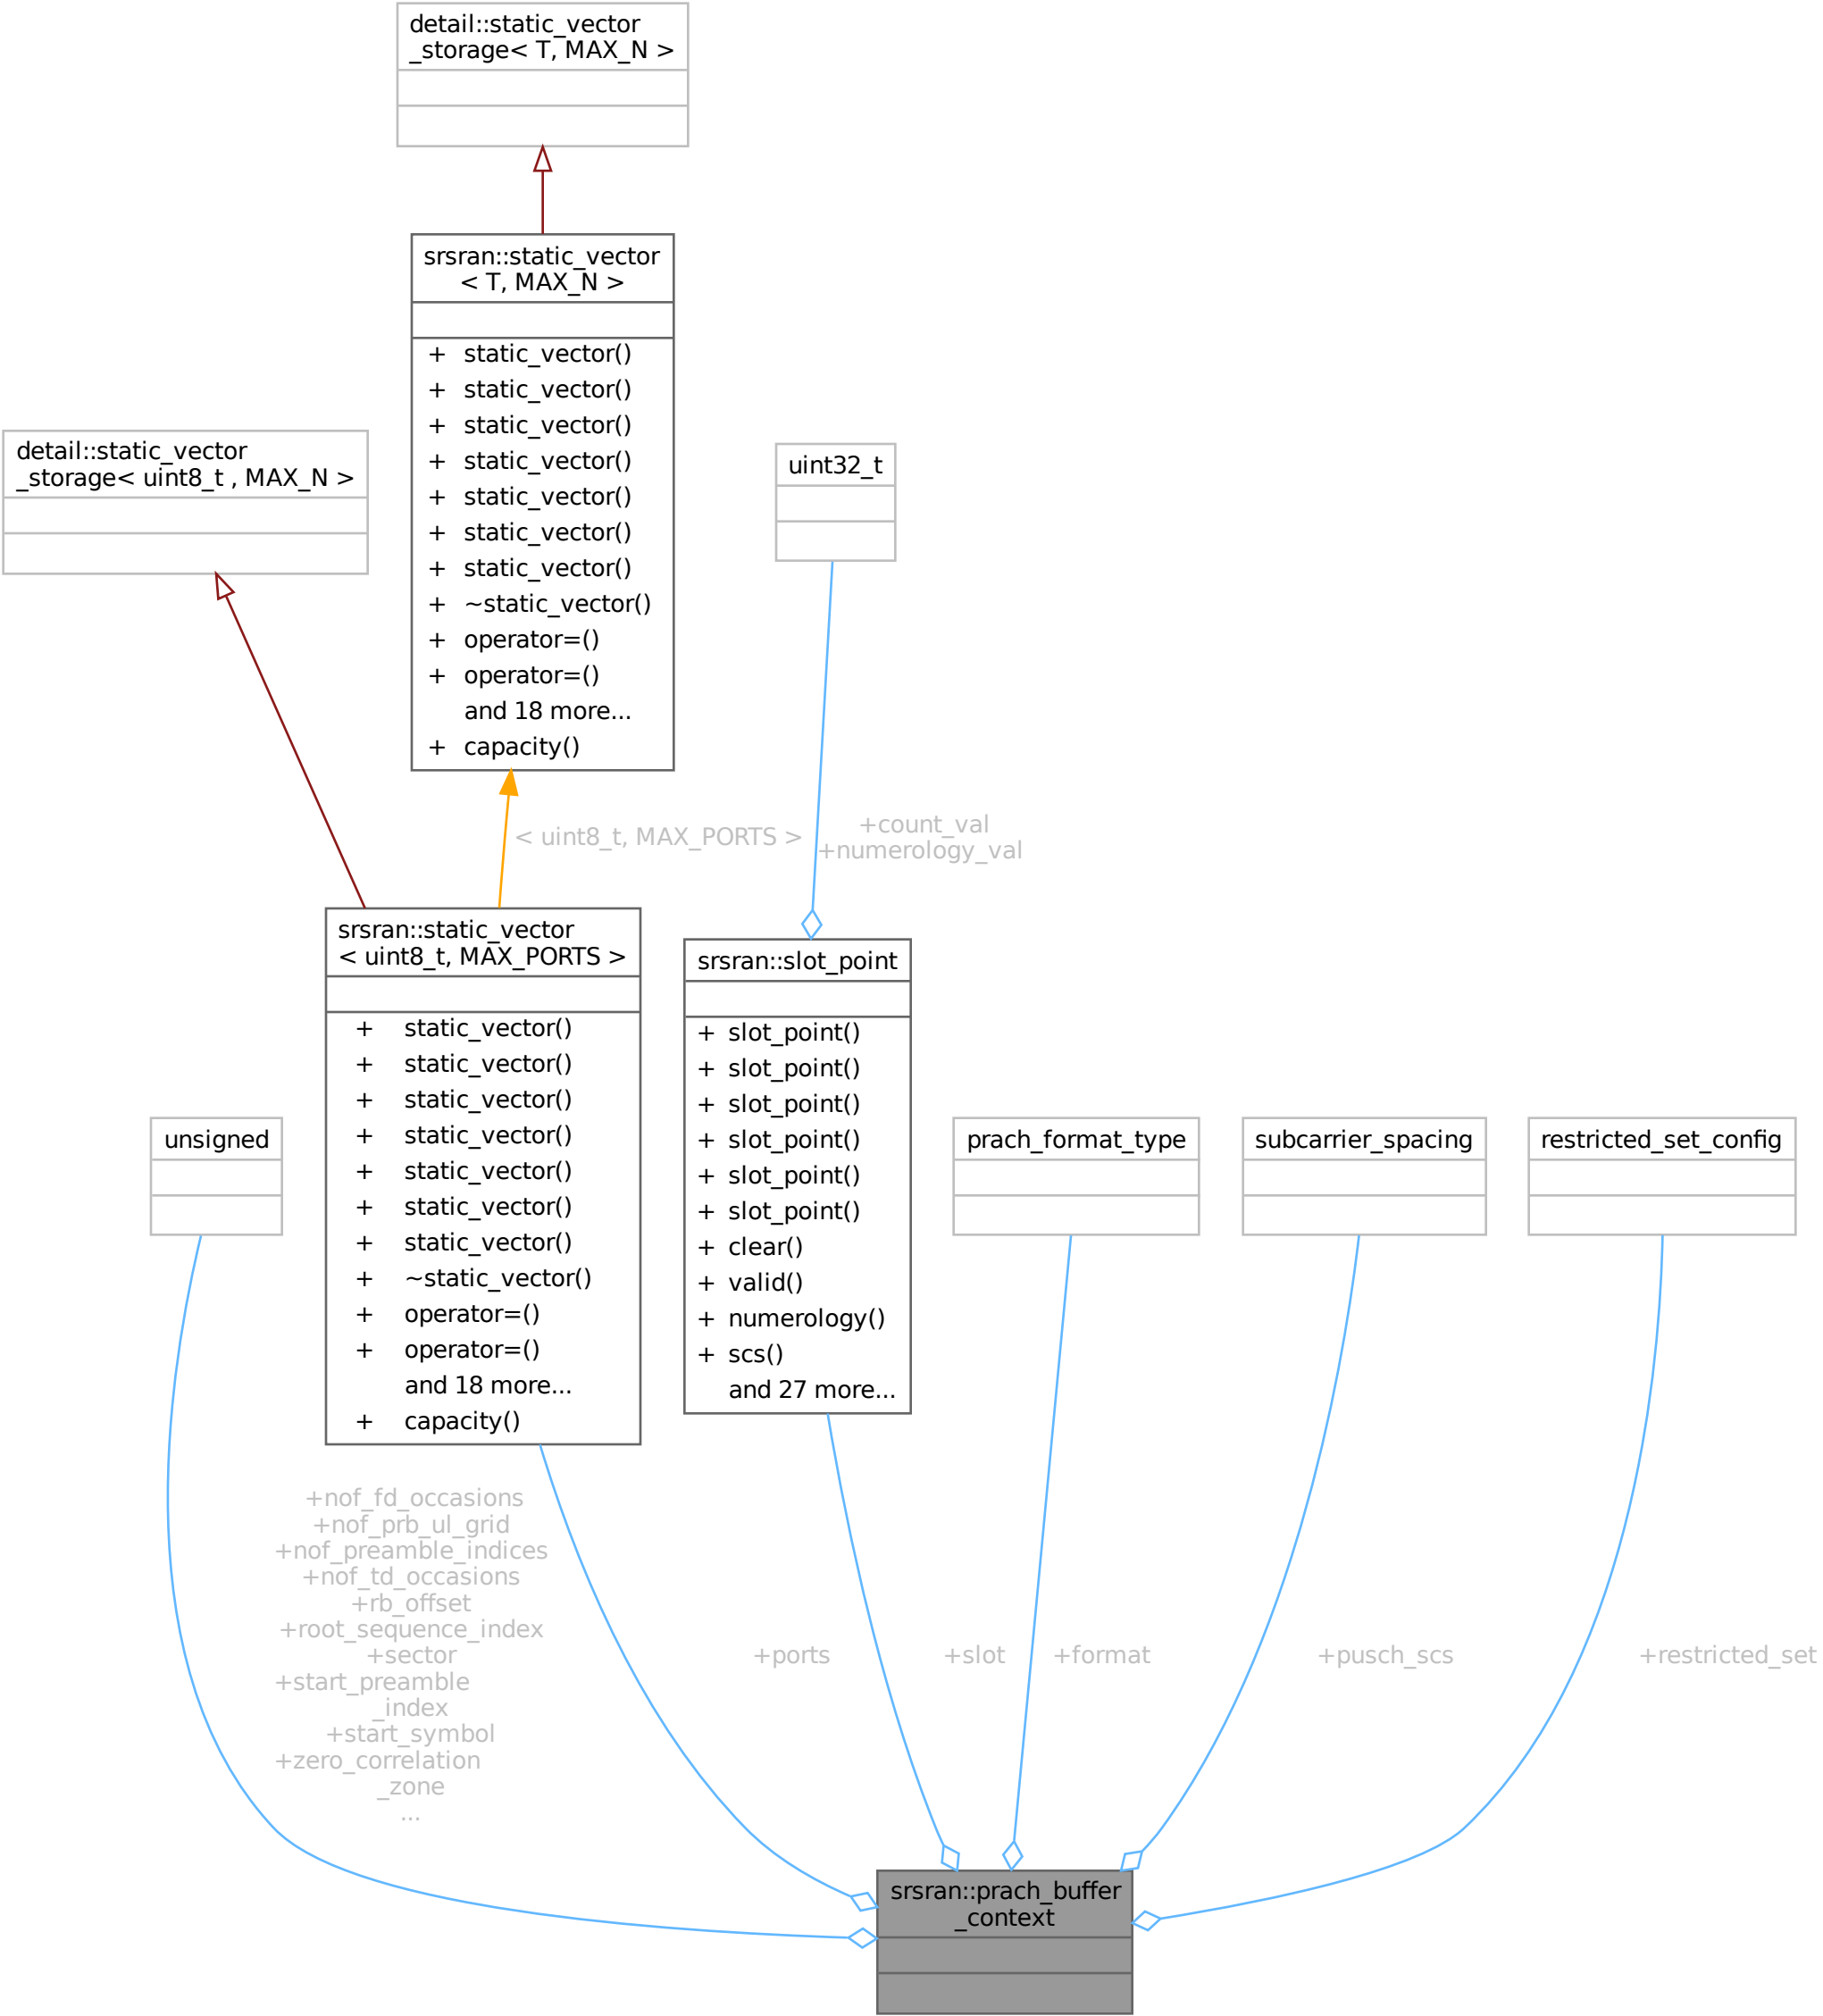 detail::static_vector
_storage< T, MAX_N >
srsran::static_vector
< T, MAX_N >
+ static_vector()
+ static_vector()
+ static_vector()
+ static_vector()
+ static_vector()
+ static_vector()
+ static_vector()
+ ~static_vector()
+ operator=()
+ operator=()
and 18 more...
+ capacity()
detail::static_vector
_storage< uint8_t , MAX_N >
uint32_t
< uint8_t, MAX_PORTS >
+count_val
+numerology_val
srsran::static_vector
< uint8_t, MAX_PORTS >
+ static_vector()
+ static_vector()
+ static_vector()
+ static_vector()
+ static_vector()
+ static_vector()
+ static_vector()
+ ~static_vector()
+ operator=()
+ operator=()
and 18 more...
+ capacity()
srsran::slot_point
+ slot_point()
+ slot_point()
+ slot_point()
+ slot_point()
+ slot_point()
+ slot_point()
+ clear()
+ valid()
+ numerology()
+ scs()
and 27 more...
unsigned
prach_format_type
subcarrier_spacing
restricted_set_config
+nof_fd_occasions
+nof_prb_ul_grid
+nof_preamble_indices
+nof_td_occasions
+rb_offset
+root_sequence_index
+sector
+start_preamble
_index
+start_symbol
+zero_correlation
_zone
...
+ports
+slot
+format
+pusch_scs
+restricted_set
srsran::prach_buffer
_context